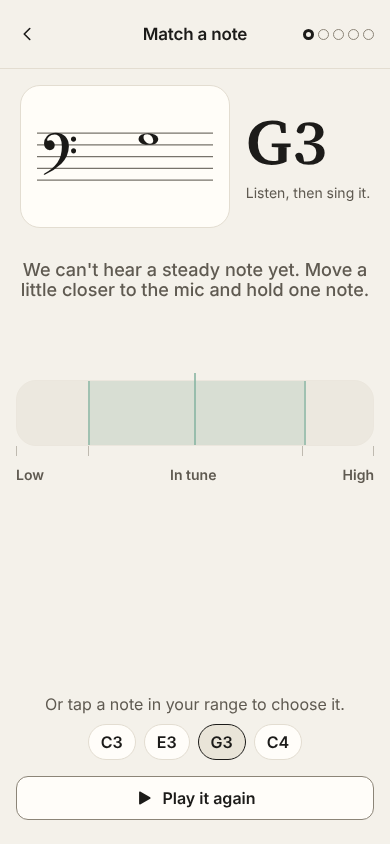 Match a note
G3
Listen, then sing it.
We can't hear a steady note yet. Move a
little closer to the mic and hold one note.
Low
In tune
High
Or tap a note in your range to choose it.
C3
E3
G3
C4
Play it again